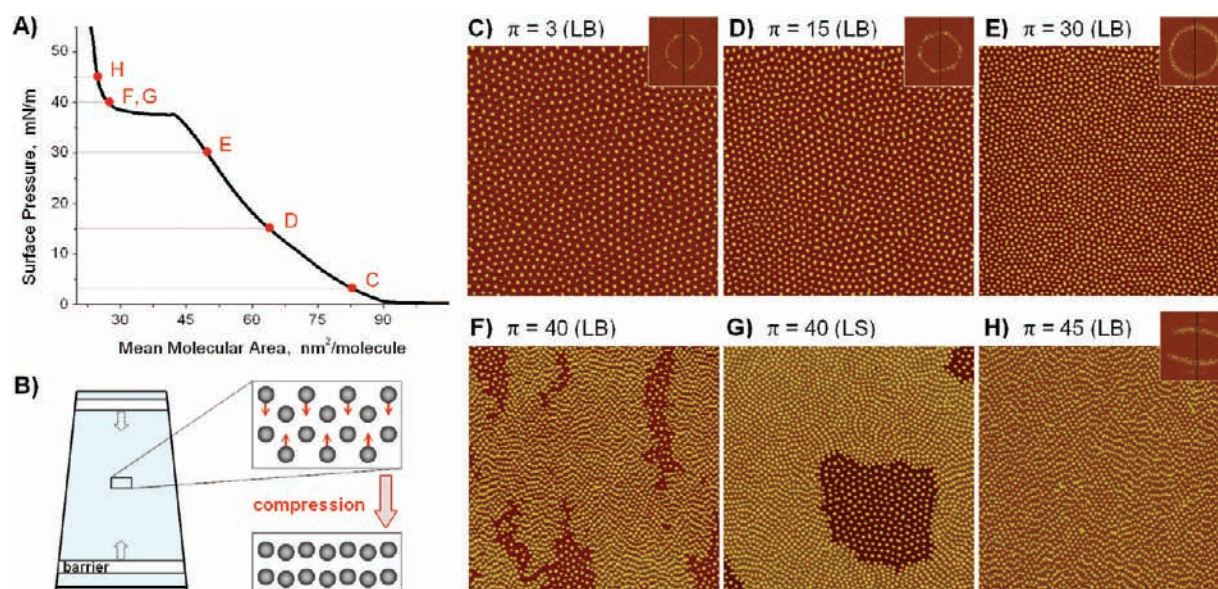 A)
Surface Pressure, mN/m
50
40
30
20
10
0
H
F, G
E
D
C
30
45
60
75
90
Mean Molecular Area, nm²/molecule
B)
barrier
compression
C) π = 3 (LB)
D) π = 15 (LB)
E) π = 30 (LB)
F) π = 40 (LB)
G) π = 40 (LS)
H) π = 45 (LB)